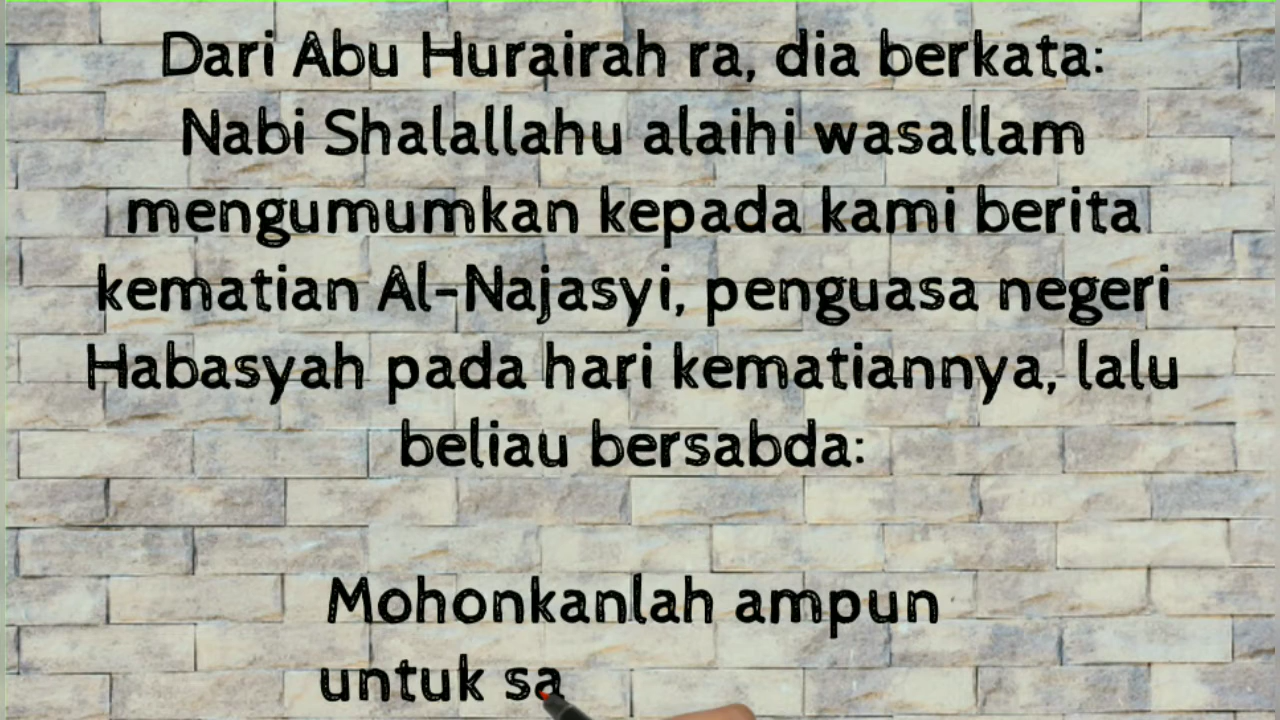 Dari Abu Hurairah ra, dia berkata:
Nabi Shalallahu alaihi wasallam
mengumumkan kepada kami berita
kematian Al-Najasyi, penguasa negeri
Habasyah pada hari kematiannya, lalu
beliau bersabda:
Mohonkanlah ampun
untuk sa